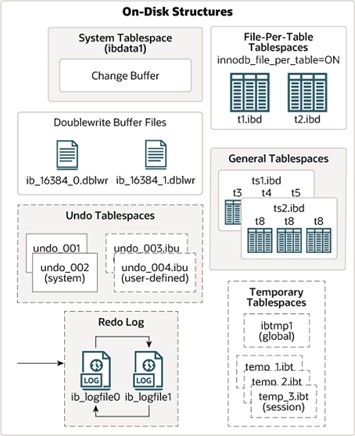 On-Disk Structures
System Tablespace
(ibdata1)
Change Buffer
File-Per-Table
Tablespaces
innodb_file_per_table=ON
t1.ibd t2.ibd
Doublewrite Buffer Files
ib_16384_0.dblwr ib_16384_1.dblwr
General Tablespaces
ts1.ibd
t3 t4 t5
ts2.ibd
t8 t8 t8
Undo Tablespaces
undo_001
undo_002
(system)
undo_003.ibu
undo_004.ibu
(user-defined)
Temporary
Tablespaces
ibtmp1
(global)
temp_1.ibt
temp_2.ibt
temp_3.ibt
(session)
Redo Log
LOG LOG
ib_logfile0 ib_logfile1